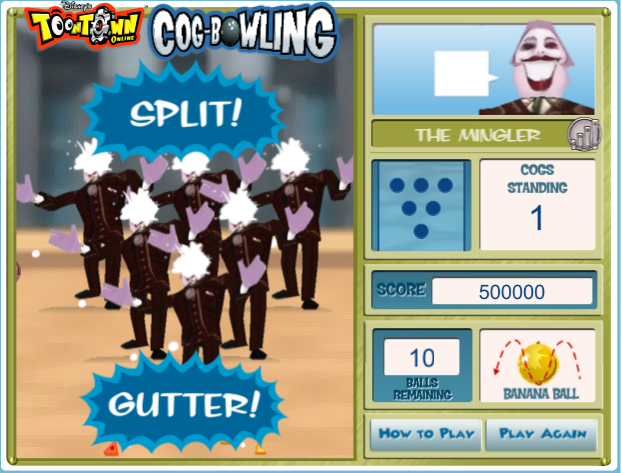 Disney's
TOONTOWN
ONLINE
COG-BOWLING
SPLIT!
GUTTER!
THE MINGLER
COGS
STANDING
1
SCORE 500000
10
BALLS
REMAINING
BANANA BALL
HOW TO PLAY
PLAY AGAIN